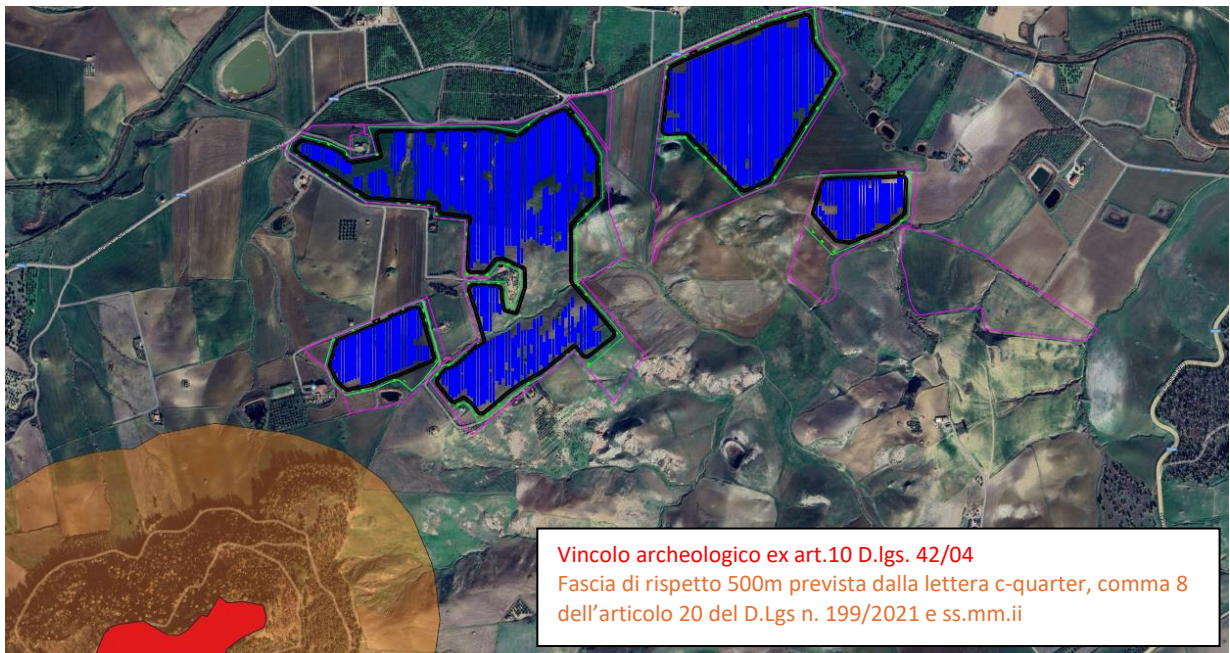 Vincolo archeologico ex art.10 D.lgs. 42/04
Fascia di rispetto 500m prevista dalla lettera c-quarter, comma 8
dell'articolo 20 del D.Lgs n. 199/2021 e ss.mm.ii